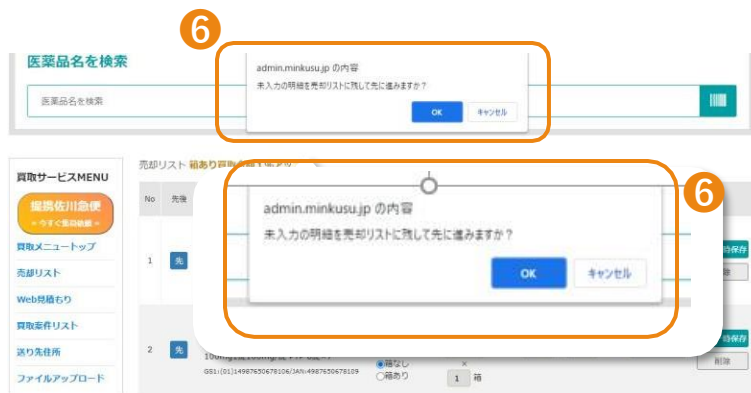 6
医薬品名を検索
admin.minkusu.jp の内容
未入力の明細を売却リストに残して先に進みますか？
医薬品名を検索
OK キャンセル
買取サービスMENU
提携佐川急便
買取メニュートップ
売却リスト
Web見積もり
買取案件リスト
送り先住所
ファイルアップロード
売却リスト
No 先後
1 先
6
admin.minkusu.jp の内容
未入力の明細を売却リストに残して先に進みますか？
OK キャンセル
2 先
GS1:(01)14987650678106/JAN:4987650678109
箱なし
箱あり
×
1 箱
時保存
削除